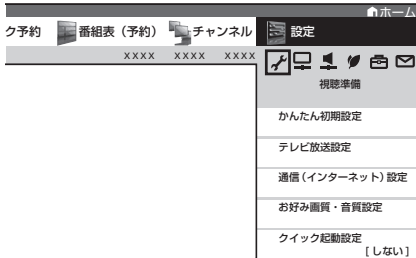 ホーム
ク予約 番組表（予約） チャンネル 設定
xxxx xxxx xxxx
視聴準備
かんたん初期設定
テレビ放送設定
通信（インターネット）設定
お好み画質・音質設定
クイック起動設定
[しない]